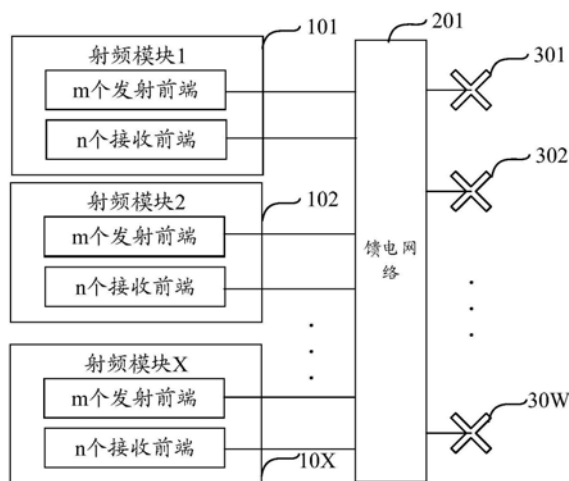 101
射频模块1
m个发射前端
n个接收前端
102
射频模块2
m个发射前端
n个接收前端
10X
射频模块X
m个发射前端
n个接收前端
201
馈电网
络
301
302
30W